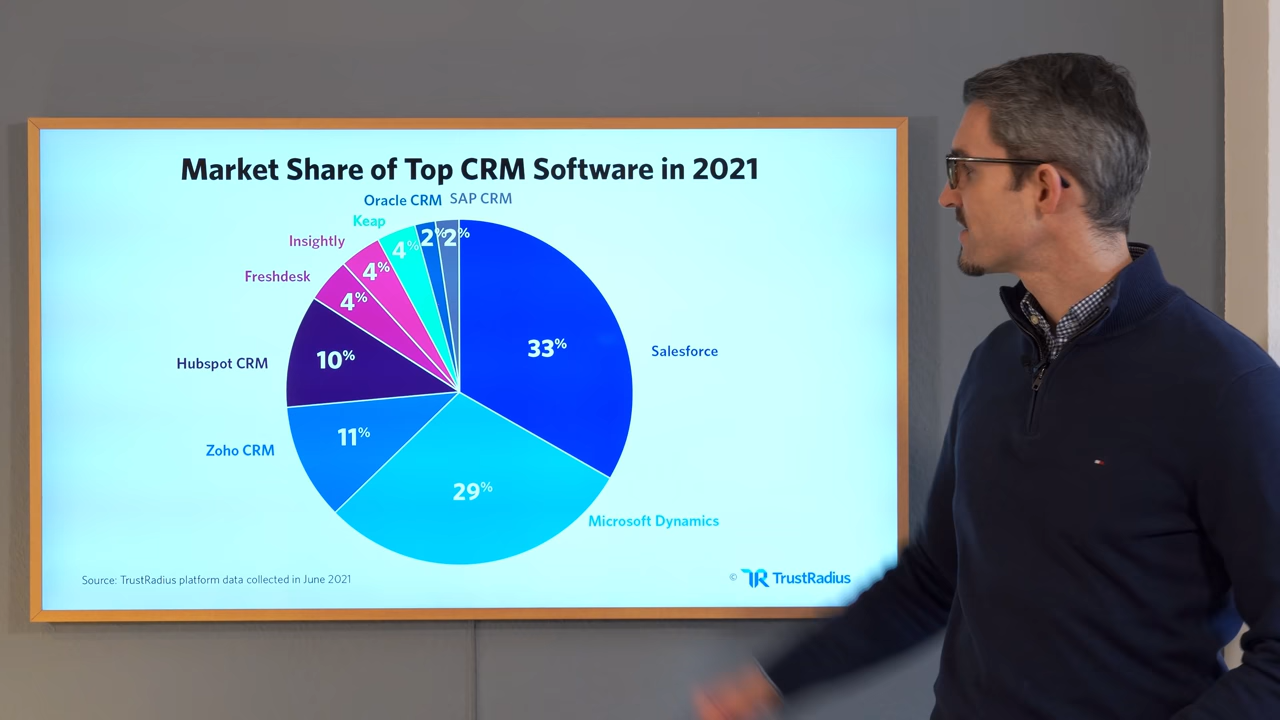 Market Share of Top CRM Software in 2021
Oracle CRM
SAP CRM
Keap
Insightly
Freshdesk
Hubspot CRM
Zoho CRM
Salesforce
Microsoft Dynamics
2%
2%
4%
4%
4%
10%
11%
33%
29%
Source: TrustRadius platform data collected in June 2021
© TR TrustRadius